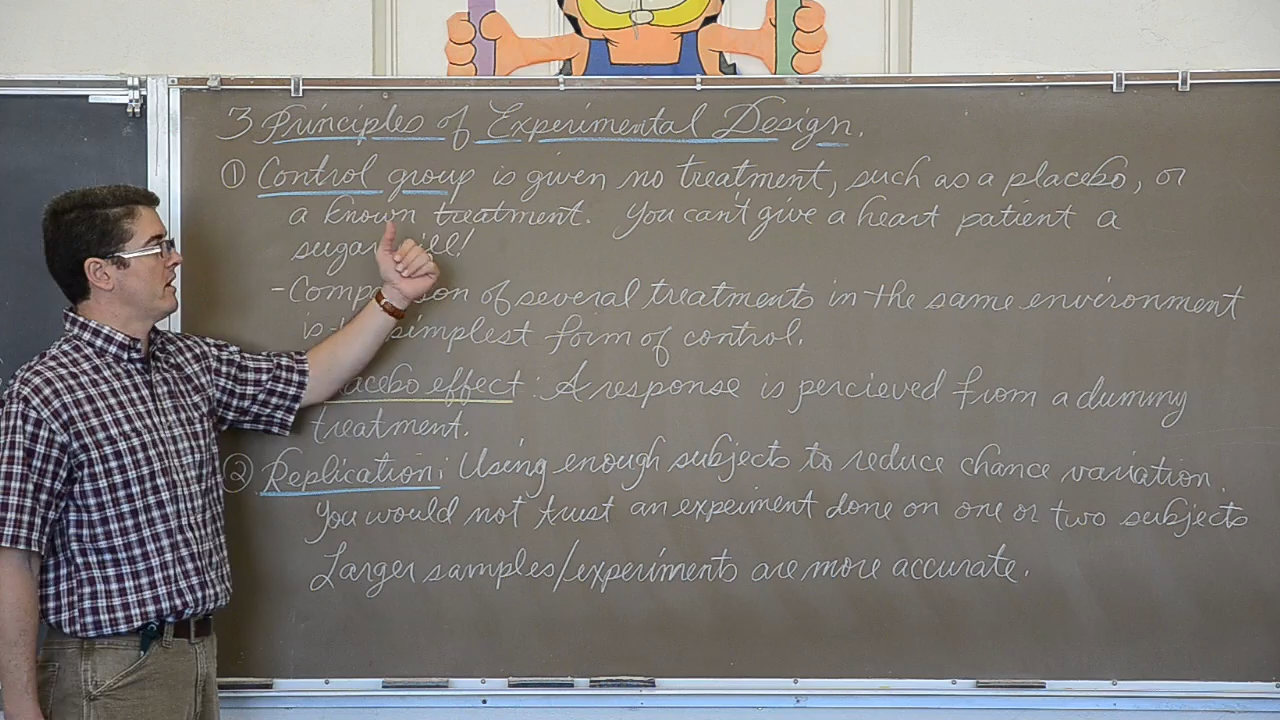 3 Principles of Experimental Design.
① Control group is given no treatment, such as a placebo, or
a known treatment. You can't give a heart patient a
sugar
- of several treatments in the same environment
simplest form of control.
effect: A response is percieved from a dummy
treatment.
② Replication: Using enough subjects to reduce chance variation.
You would not trust an expeiment done on one or two subjects
Larger samples/experiments are more accurate.